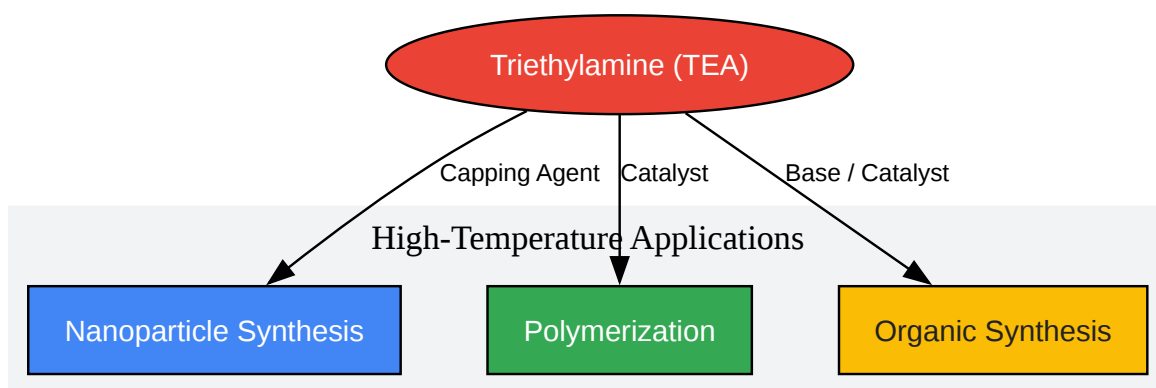 Triethylamine (TEA)
Capping Agent
Catalyst
Base / Catalyst
High-Temperature Applications
Nanoparticle Synthesis
Polymerization
Organic Synthesis